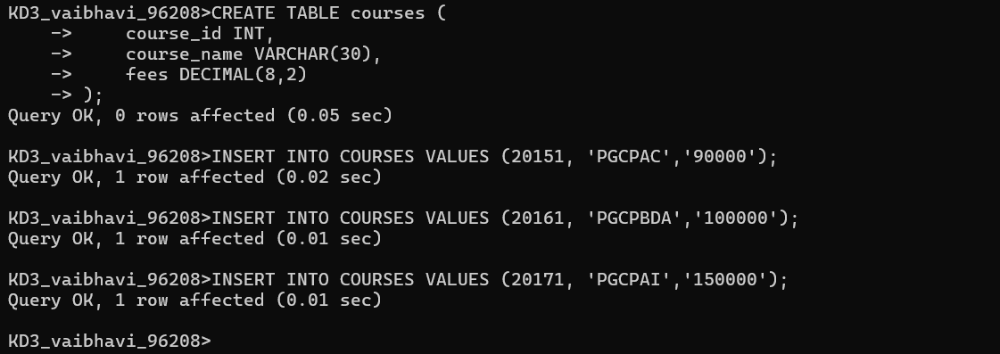 KD3_vaibhavi_96208>CREATE TABLE courses (
    ->     course_id INT,
    ->     course_name VARCHAR(30),
    ->     fees DECIMAL(8,2)
    -> );
Query OK, 0 rows affected (0.05 sec)

KD3_vaibhavi_96208>INSERT INTO COURSES VALUES (20151, 'PGCPAC','90000');
Query OK, 1 row affected (0.02 sec)

KD3_vaibhavi_96208>INSERT INTO COURSES VALUES (20161, 'PGCPBDA','100000');
Query OK, 1 row affected (0.01 sec)

KD3_vaibhavi_96208>INSERT INTO COURSES VALUES (20171, 'PGCPAI','150000');
Query OK, 1 row affected (0.01 sec)

KD3_vaibhavi_96208>